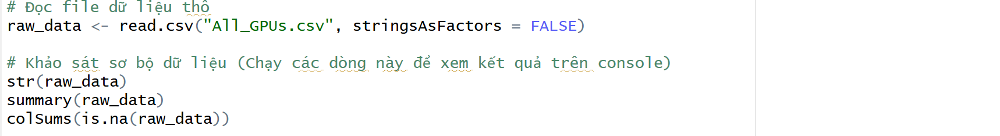 # Đọc file dữ liệu thô
raw_data <- read.csv("All_GPUs.csv", stringsAsFactors = FALSE)
# Khảo sát sơ bộ dữ liệu (Chạy các dòng này để xem kết quả trên console)
str(raw_data)
summary(raw_data)
colSums(is.na(raw_data))